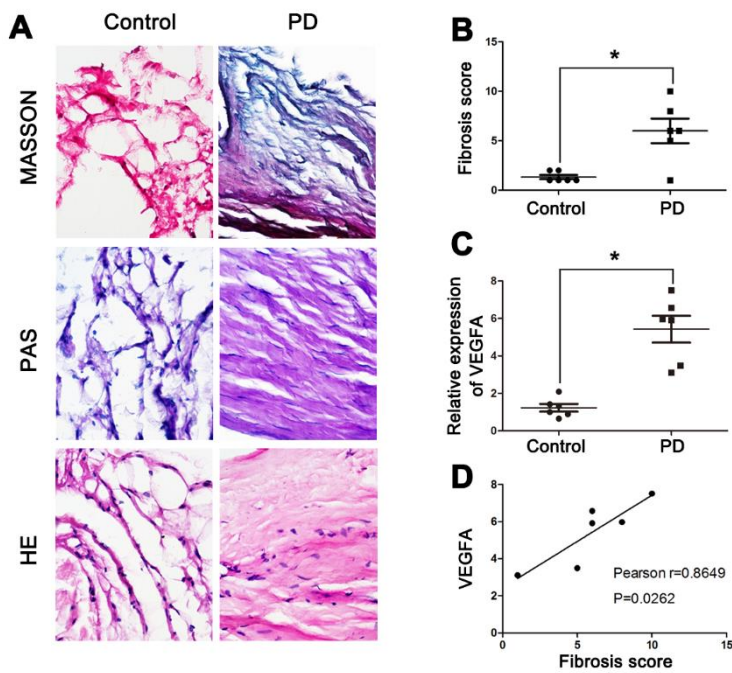 A
Control PD
MASSON
PAS
HE
B
Fibrosis score
15
10
5
0
*
Control PD
C
Relative expression
of VEGFA
8
6
4
2
0
*
Control PD
D
VEGFA
8
6
4
2
0
Pearson r=0.8649
P=0.0262
0 5 10 15
Fibrosis score